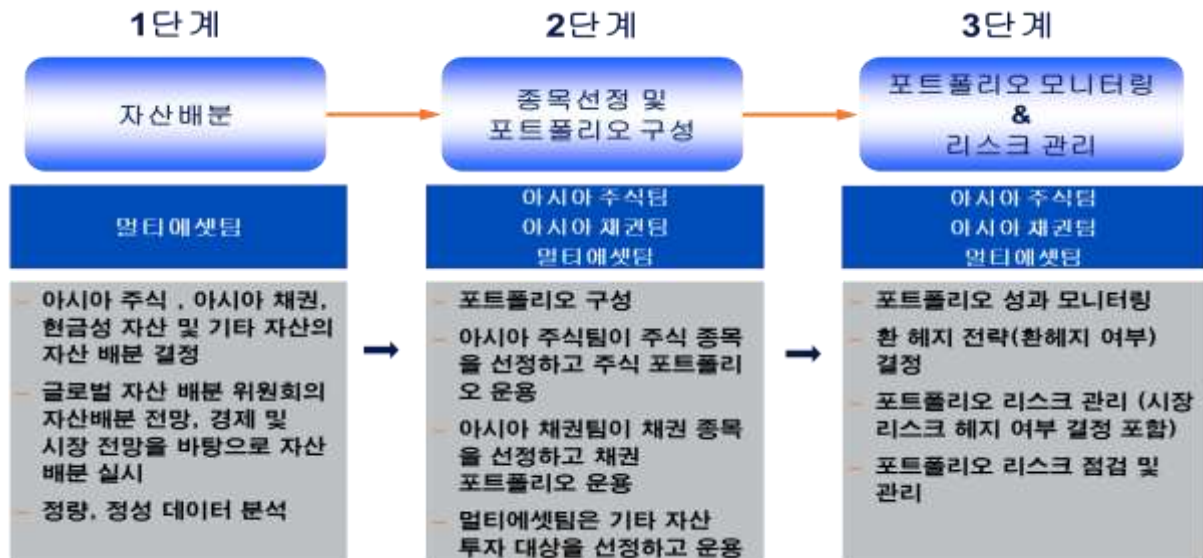 1단계
자산배분
멀티에셋팀
– 아시아 주식 , 아시아 채권,
현금성 자산 및 기타 자산의
자산 배분 결정
– 글로벌 자산 배분 위원회의
자산배분 전망, 경제 및
시장 전망을 바탕으로 자산
배분 실시
– 정량, 정성 데이터 분석
2단계
종목선정 및
포트폴리오 구성
아시아 주식팀
아시아 채권팀
멀티에셋팀
– 포트폴리오 구성
– 아시아 주식팀이 주식 종목
을 선정하고 주식 포트폴리
오 운용
– 아시아 채권팀이 채권 종목
을 선정하고 채권
포트폴리오 운용
– 멀티에셋팀은 기타 자산
투자 대상을 선정하고 운용
3단계
포트폴리오 모니터링
&
리스크 관리
아시아 주식팀
아시아 채권팀
멀티에셋팀
– 포트폴리오 성과 모니터링
– 환 헤지 전략(환헤지 여부)
결정
– 포트폴리오 리스크 관리 (시장
리스크 헤지 여부 결정 포함)
– 포트폴리오 리스크 점검 및
관리